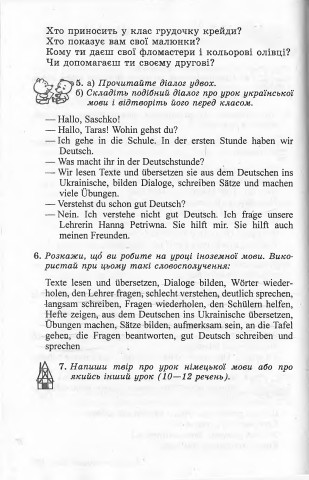 Хто приносить у клас грудочку крейди?
Хто показує вам свої малюнки?
Кому ти даєш свої фломастери і кольорові олівці?
Чи допомагаєш ти своєму другові?
5. а) Прочитайте діалог удвох.
б) Складіть подібний діалог про урок української
мови і відтворіть його перед класом.
— Hallo, Saschko!
— Hallo, Taras! Wohin gehst du?
— Ich gehe in die Schule. In der ersten Stunde haben wir
Deutsch.
— Was macht ihr in der Deutschstunde?
— Wir lesen Texte und übersetzen sie aus dem Deutschen ins
Ukrainische, bilden Dialoge, schreiben Sätze und machen
viele Übungen.
— Verstehst du schon gut Deutsch?
— Nein. Ich verstehe nicht gut Deutsch. Ich frage unsere
Lehrerin Hanna Petriwna. Sie hilft mir. Sie hilft auch
meinen Freunden.
6. Розкажи, що ви робите на уроці іноземної мови. Вико-
ристай при цьому такі словосполучення:
Texte lesen und übersetzen, Dialoge bilden, Wörter wieder-
holen, den Lehrer fragen, schlecht verstehen, deutlich sprechen,
langsam schreiben, Fragen wiederholen, den Schülern helfen,
Hefte zeigen, aus dem Deutschen ins Ukrainische übersetzen,
Übungen machen, Sätze bilden, aufmerksam sein, an die Tafel
gehen, die Fragen beantworten, gut Deutsch schreiben und
sprechen
7. Напиши твір про урок німецької мови або про
якийсь інший урок (10—12 речень).